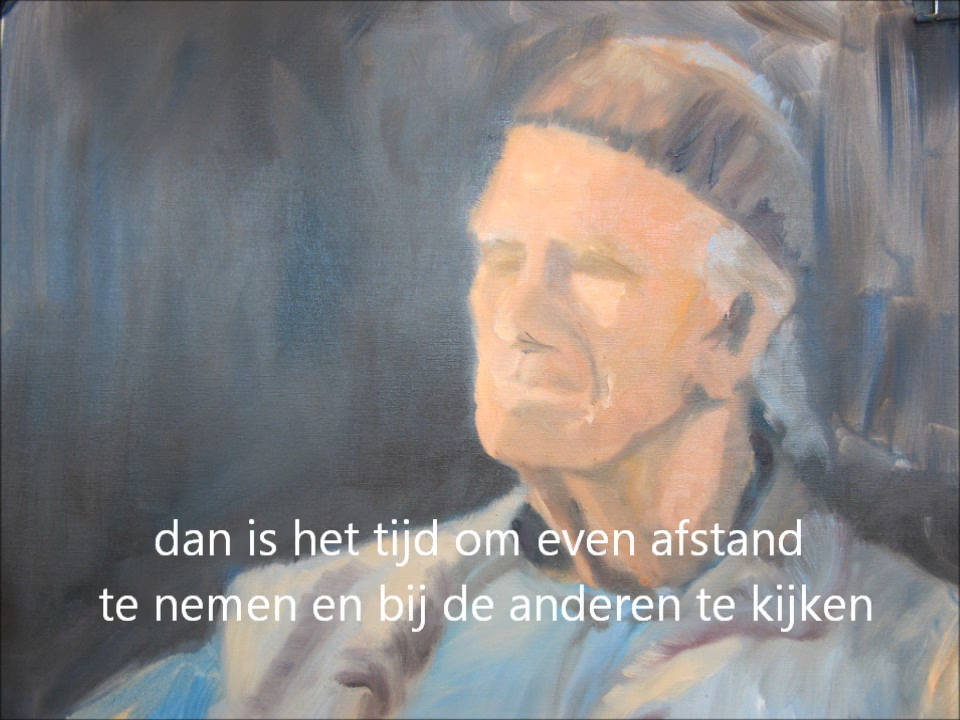 dan is het tijd om even afstand
te nemen en bij de anderen te kijken